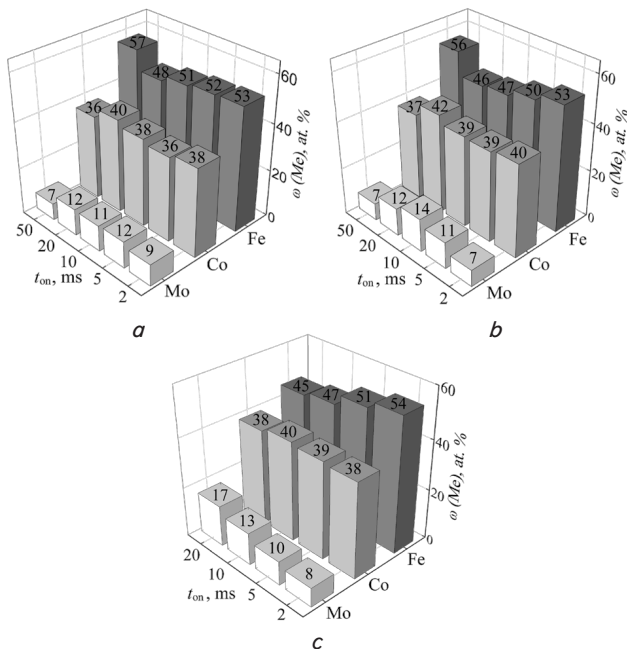 57 48 51 52 53
36 40 38 36 38
7 12 11 12 9
60
40
20
0
ω (Me), at. %
50 20 10 5 2
t_on, ms
Mo Co Fe
a
56 46 47 50 53
37 42 39 39 40
7 12 14 11 7
60
40
20
0
ω (Me), at. %
50 20 10 5 2
t_on, ms
Mo Co Fe
b
45 47 51 54
38 40 39 38
17 13 10 8
60
40
20
0
ω (Me), at. %
20 10 5 2
t_on, ms
Mo Co Fe
c